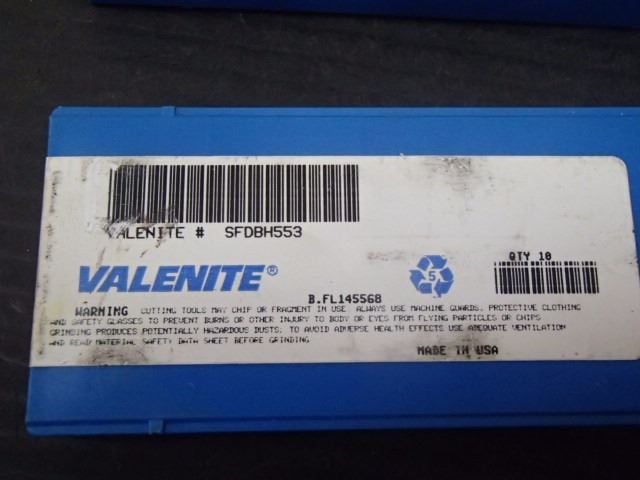 VALENITE # SFDBH553
VALENITE®
5
QTY 10
B.FL145568
WARNING CUTTING TOOLS MAY CHIP OR FRAGMENT IN USE ALWAYS USE MACHINE GUARDS, PROTECTIVE CLOTHING
AND SAFETY GLASSES TO PREVENT BURNS OR OTHER INJURY TO BODY OR EYES FROM FLYING PARTICLES OR CHIPS
GRINDING PRODUCES POTENTIALLY HAZARDOUS DUSTS; TO AVOID ADVERSE HEALTH EFFECTS USE ADEQUATE VENTILATION
AND READ MATERIAL SAFETY DATA SHEET BEFORE GRINDING
MADE IN USA